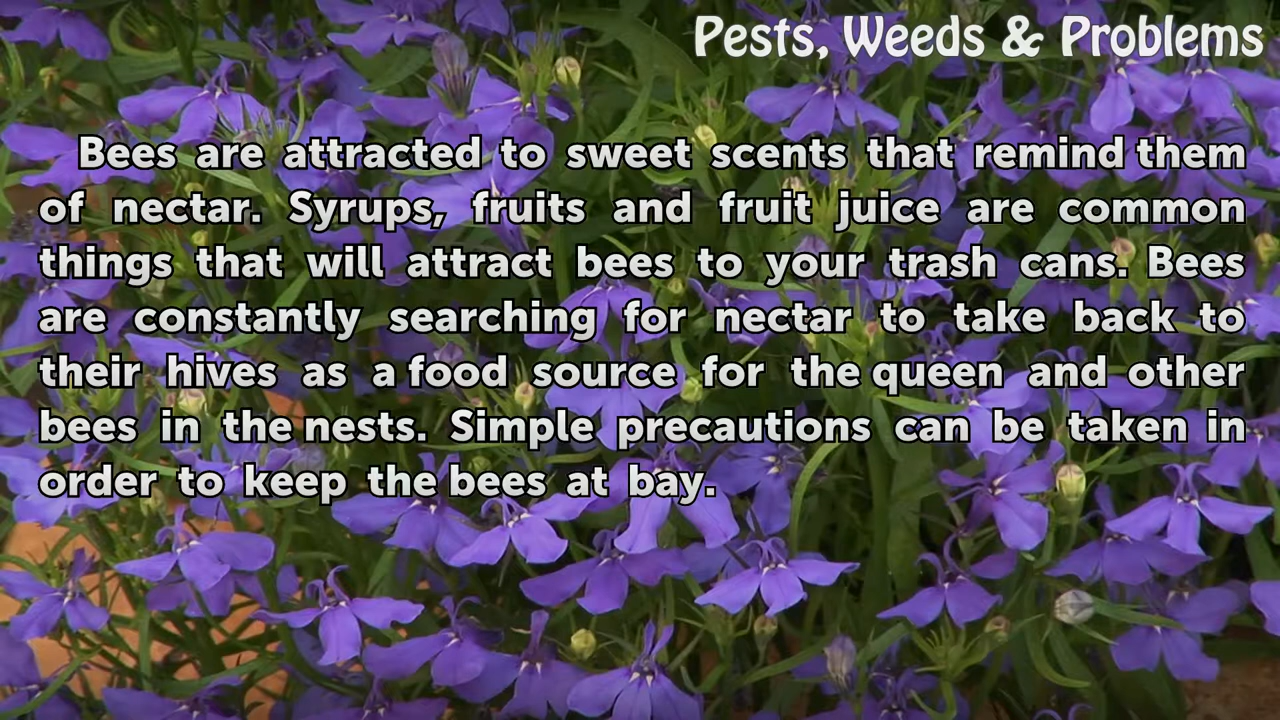 Pests, Weeds & Problems
Bees are attracted to sweet scents that remind them
of nectar. Syrups, fruits and fruit juice are common
things that will attract bees to your trash cans. Bees
are constantly searching for nectar to take back to
their hives as a food source for the queen and other
bees in the nests. Simple precautions can be taken in
order to keep the bees at bay.